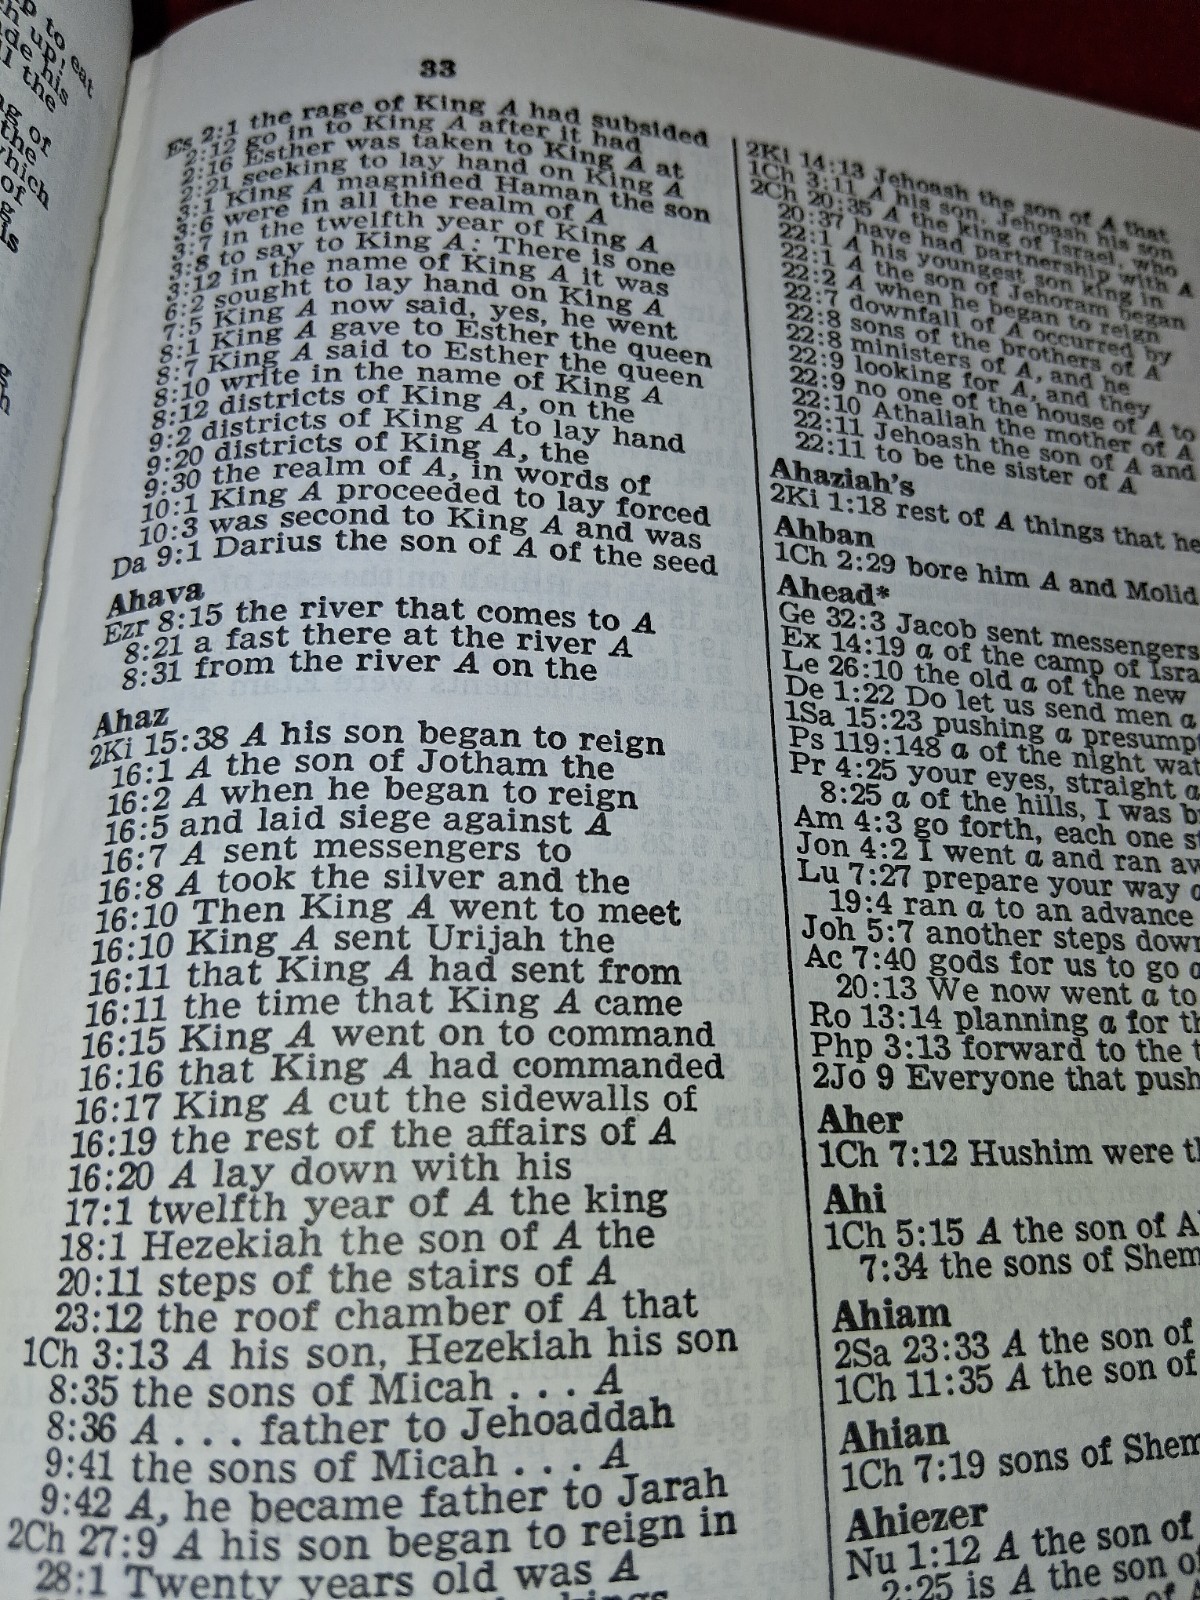 p to eat
n up!
ade his
ll the
ng of
the
which
of
33
Es 2:1 the rage of King A had subsided
2:12 go in to King A after it had
2:16 Esther was taken to King A at
2:21 seeking to lay hand on King A
3:1 King A magnified Haman the son
3:6 were in all the realm of A
3:7 in the twelfth year of King A
3:8 to say to King A: There is one
3:12 in the name of King A it was
6:2 sought to lay hand on King A
7:5 King A now said, yes, he went
8:1 King A gave to Esther the queen
8:7 King A said to Esther the queen
8:10 write in the name of King A
8:12 districts of King A, on the
9:2 districts of King A to lay hand
9:20 districts of King A, the
9:30 the realm of A, in words of
10:1 King A proceeded to lay forced
10:3 was second to King A and was
Da 9:1 Darius the son of A of the seed
Ahava
Ezr 8:15 the river that comes to A
8:21 a fast there at the river A
8:31 from the river A on the
Ahaz
2Ki 15:38 A his son began to reign
16:1 A the son of Jotham the
16:2 A when he began to reign
16:5 and laid siege against A
16:7 A sent messengers to
16:8 A took the silver and the
16:10 Then King A went to meet
16:10 King A sent Urijah the
16:11 that King A had sent from
16:11 the time that King A came
16:15 King A went on to command
16:16 that King A had commanded
16:17 King A cut the sidewalls of
16:19 the rest of the affairs of A
16:20 A lay down with his
17:1 twelfth year of A the king
18:1 Hezekiah the son of A the
20:11 steps of the stairs of A
23:12 the roof chamber of A that
1Ch 3:13 A his son, Hezekiah his son
8:35 the sons of Micah . . . A
8:36 A . . . father to Jehoaddah
9:41 the sons of Micah . . . A
9:42 A, he became father to Jarah
2Ch 27:9 A his son began to reign in
28:1 Twenty years old was A
2Ki 14:13 Jehoash the son of A that
1Ch 3:11 A his son, Jehoash his son
2Ch 20:35 A the king of Israel, who
20:37 have had partnership with A
22:1 A his youngest son king in
22:1 A the son of Jehoram began
22:2 A when he began to reign
22:7 downfall of A occurred by
22:8 sons of the brothers of A
22:8 ministers of A, and he
22:9 looking for A, and they
22:9 no one of the house of A to
22:10 Athaliah the mother of A
22:11 Jehoash the son of A and
22:11 to be the sister of A
Ahaziah's
2Ki 1:18 rest of A things that he
Ahban
1Ch 2:29 bore him A and Molid
Ahead*
Ge 32:3 Jacob sent messengers
Ex 14:19 a of the camp of Isra
Le 26:10 the old a of the new
De 1:22 Do let us send men a
1Sa 15:23 pushing a presumpt
Ps 119:148 a of the night wat
Pr 4:25 your eyes, straight a
8:25 a of the hills, I was b
Am 4:3 go forth, each one s
Jon 4:2 I went a and ran aw
Lu 7:27 prepare your way a
19:4 ran a to an advance
Joh 5:7 another steps down
Ac 7:40 gods for us to go a
20:13 We now went a to
Ro 13:14 planning a for th
Php 3:13 forward to the t
2Jo 9 Everyone that push
Aher
1Ch 7:12 Hushim were th
Ahi
1Ch 5:15 A the son of A
7:34 the sons of Shem
Ahiam
2Sa 23:33 A the son of
1Ch 11:35 A the son of
Ahian
1Ch 7:19 sons of Shem
Ahiezer
Nu 1:12 A the son of
2:25 is A the son of